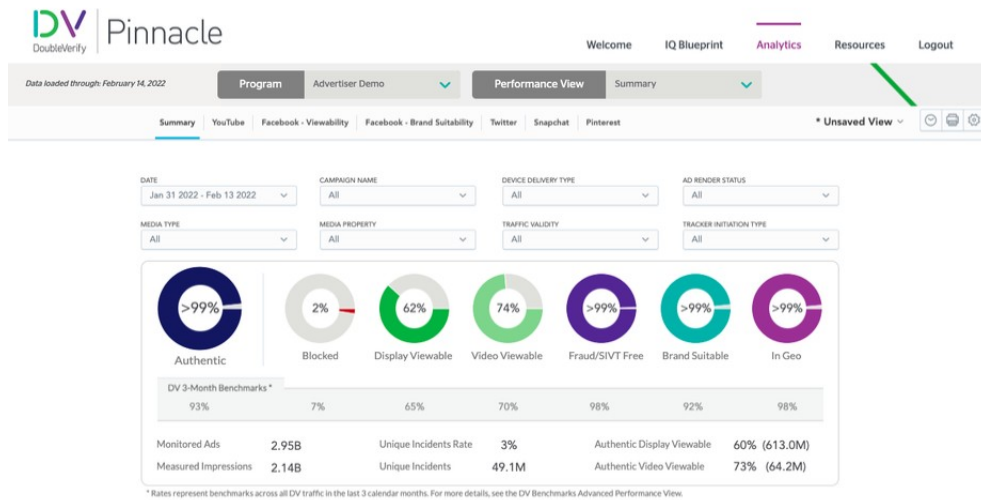 DV Pinnacle
DoubleVerify
Welcome IQ Blueprint Analytics Resources Logout
Data loaded through: February 14, 2022 Program Advertiser Demo Performance View Summary
Summary YouTube Facebook - Viewability Facebook - Brand Suitability Twitter Snapchat Pinterest * Unsaved View
DATE CAMPAIGN NAME DEVICE DELIVERY TYPE AD RENDER STATUS
Jan 31 2022 - Feb 13 2022 All All All
MEDIA TYPE MEDIA PROPERTY TRAFFIC VALIDITY TRACKER INITIATION TYPE
All All All All
>99% 2% 62% 74% >99% >99% >99%
Authentic Blocked Display Viewable Video Viewable Fraud/SIVT Free Brand Suitable In Geo
DV 3-Month Benchmarks *
93% 7% 65% 70% 98% 92% 98%
Monitored Ads 2.95B Unique Incidents Rate 3% Authentic Display Viewable 60% (613.0M)
Measured Impressions 2.14B Unique Incidents 49.1M Authentic Video Viewable 73% (64.2M)
* Rates represent benchmarks across all DV traffic in the last 3 calendar months. For more details, see the DV Benchmarks Advanced Performance View.